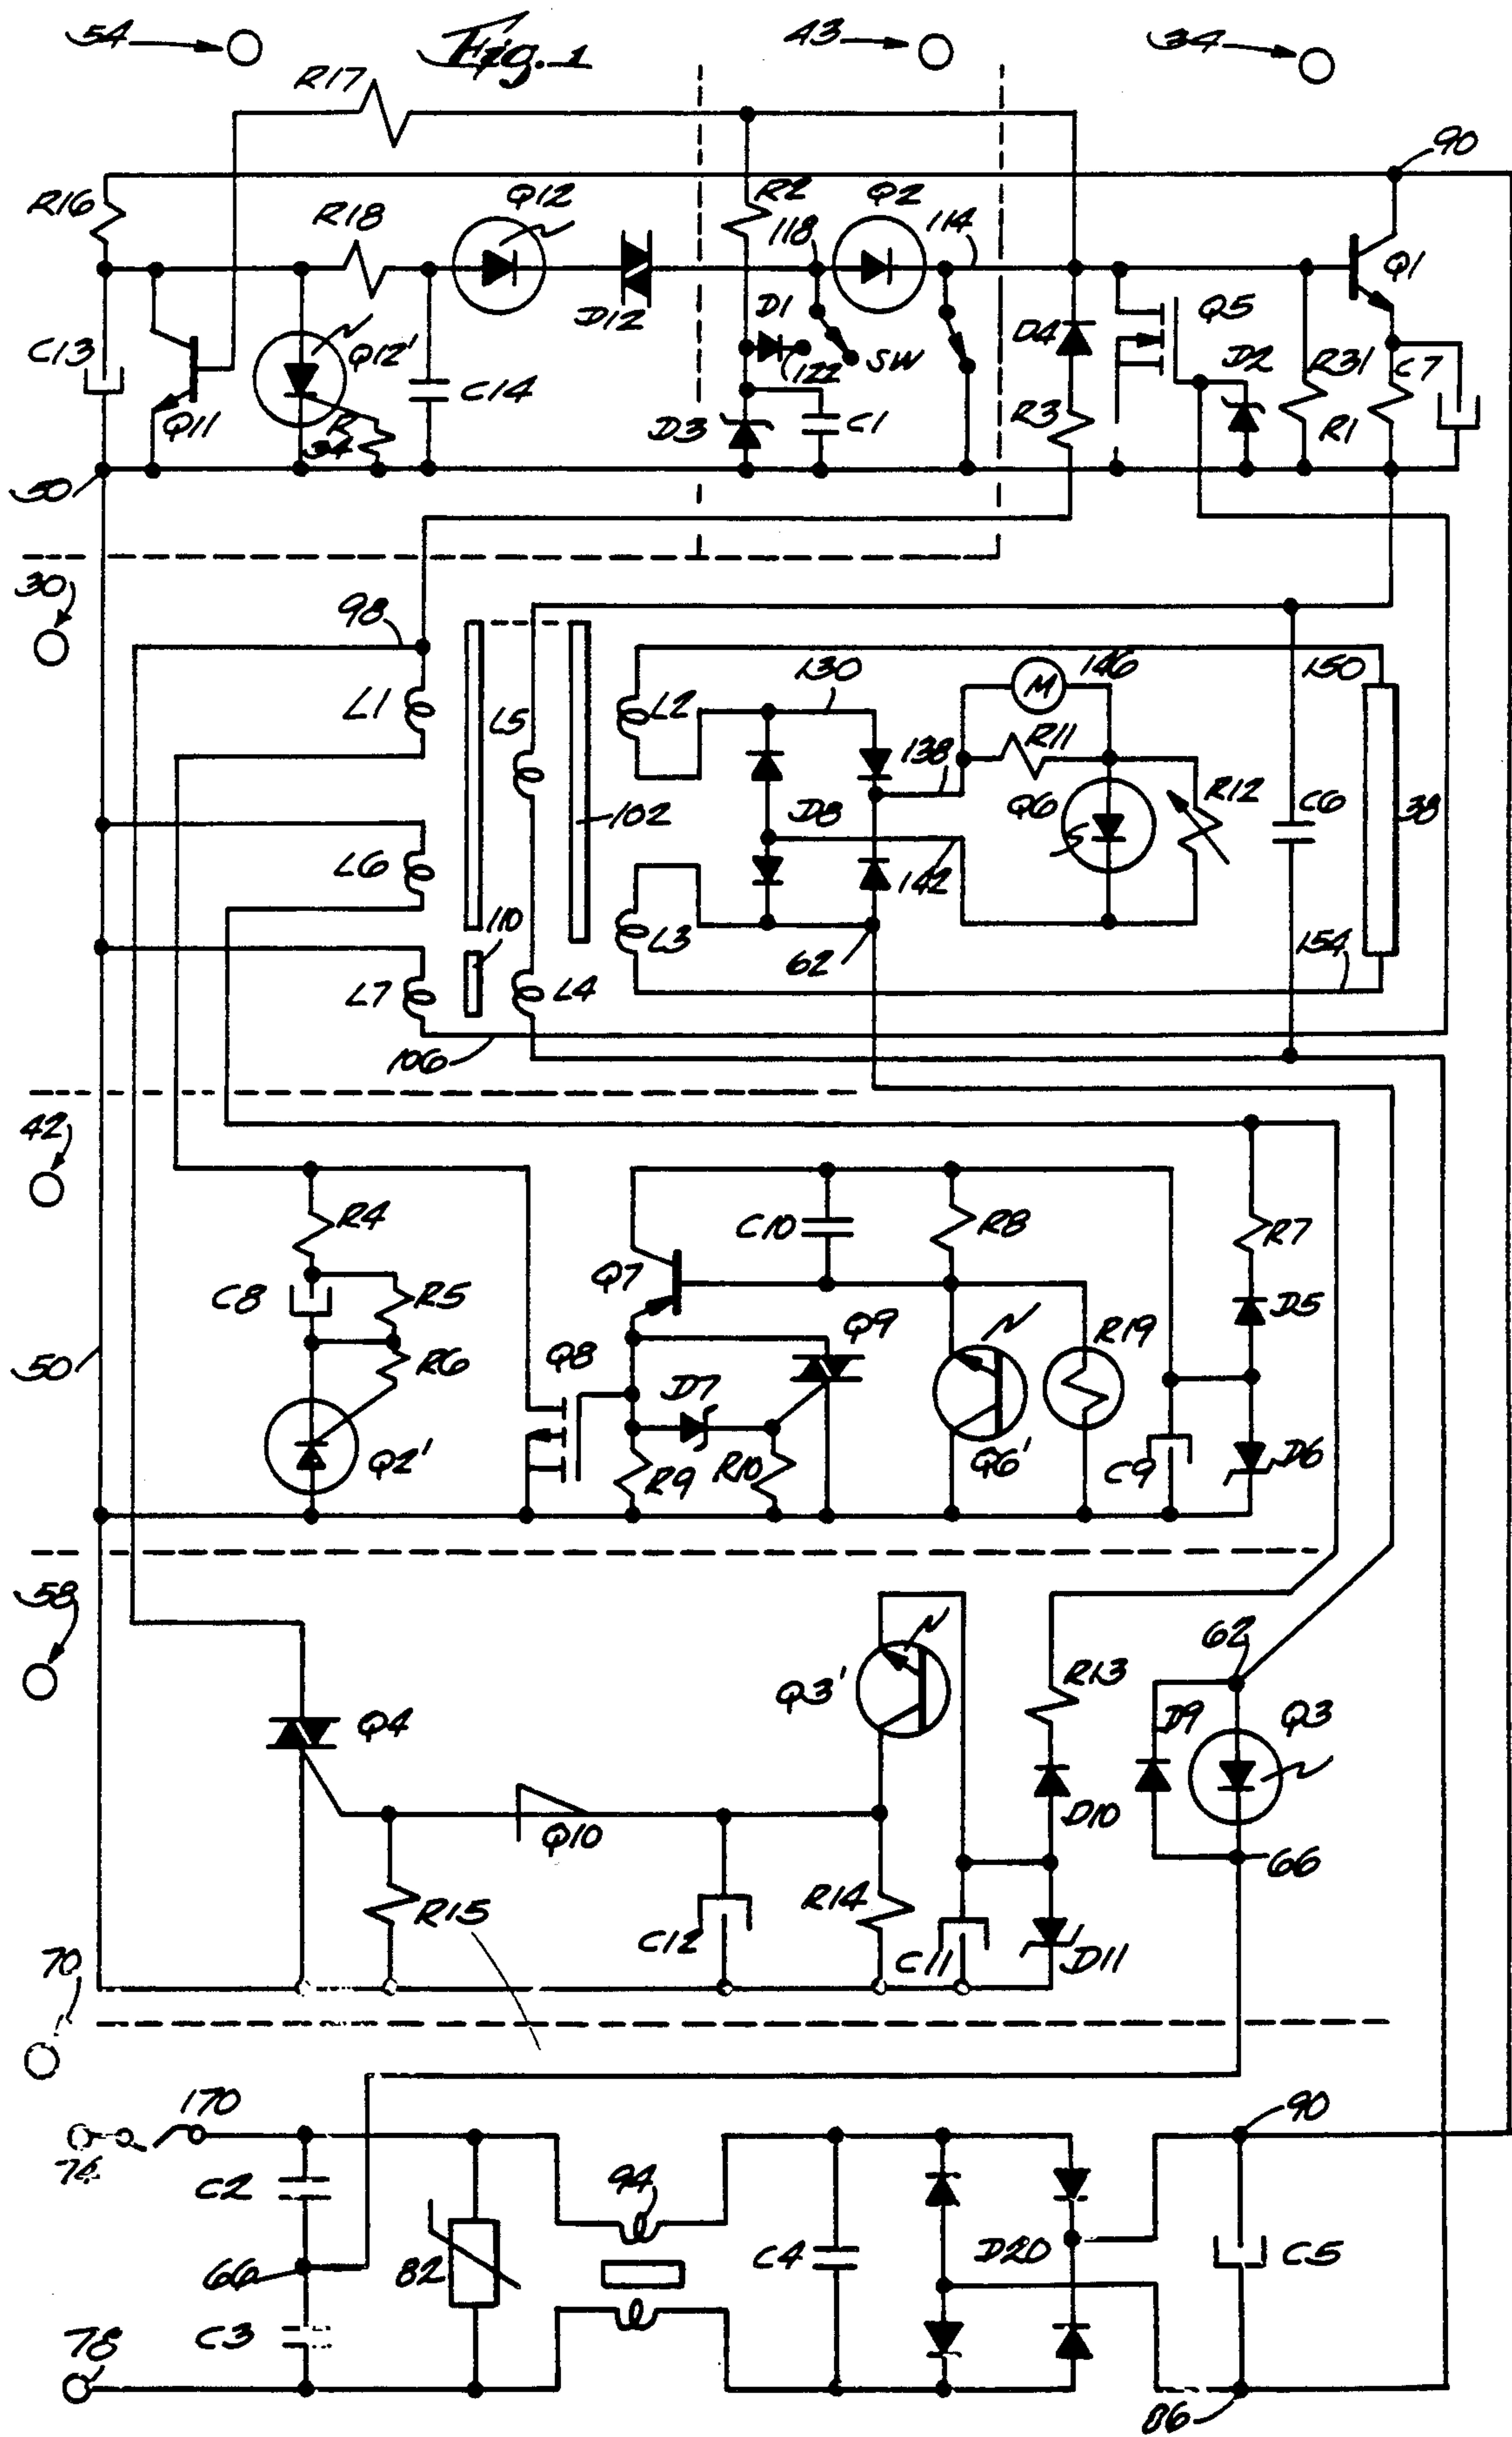 54
Fig. 1
43
34
R17
90
R16
R18
Q12
R2
Q2
118
114
Q1
C13
Q12'
D12
D1
122
SW
D4
Q5
D2
R31
C7
Q11
R
34
C14
D3
C1
R3
R1
50
30
98
L1
L5
L2
130
146
M
150
138
R11
102
D8
Q6
R12
C6
38
L6
142
110
L3
62
154
L7
L4
106
42
R4
C10
R8
R7
C8
R5
Q7
D5
50
R6
Q8
Q9
R19
D7
Q2'
R9
R10
Q6'
C9
D6
58
62
Q3'
R13
D9
Q3
Q4
Q10
D10
66
R15
C12
R14
C11
D11
70
170
90
74
C2
94
66
82
C4
D20
C5
78
C3
86